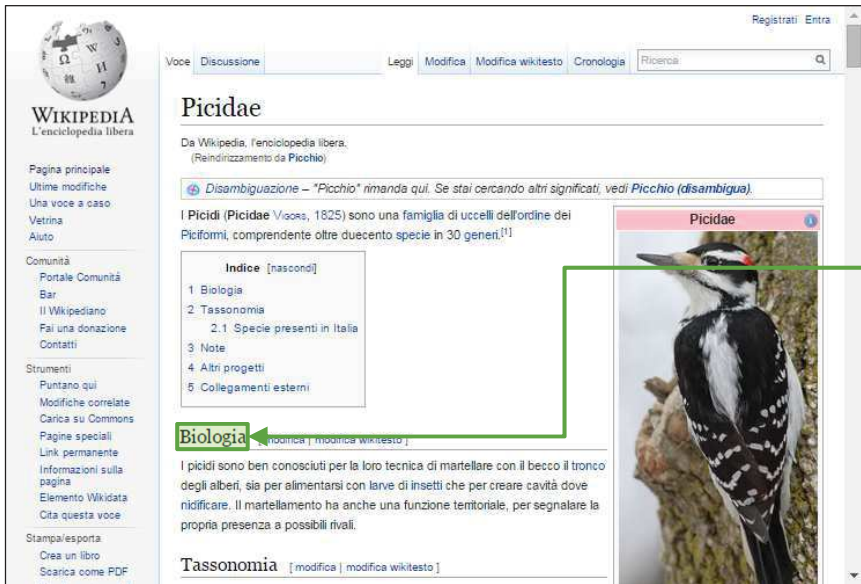 Registrati Entra
Voce Discussione Leggi Modifica Modifica wikitesto Cronologia Ricerca
WIKIPEDIA
L'enciclopedia libera
Pagina principale
Ultime modifiche
Una voce a caso
Vetrina
Aiuto
Comunità
Portale Comunità
Bar
Il Wikipediano
Fai una donazione
Contatti
Strumenti
Puntano qui
Modifiche correlate
Carica su Commons
Pagine speciali
Link permanente
Informazioni sulla
pagina
Elemento Wikidata
Cita questa voce
Stampa/esporta
Crea un libro
Scarica come PDF
Picidae
Da Wikipedia, l'enciclopedia libera.
(Reindirizzamento da Picchio)
Disambiguazione – "Picchio" rimanda qui. Se stai cercando altri significati, vedi Picchio (disambigua).
I Picidi (Picidae VIGORS, 1825) sono una famiglia di uccelli dell'ordine dei
Piciformi, comprendente oltre duecento specie in 30 generi.[1]
Indice [nascondi]
1 Biologia
2 Tassonomia
2.1 Specie presenti in Italia
3 Note
4 Altri progetti
5 Collegamenti esterni
Picidae
Biologia [ modifica | modifica wikitesto ]
I picidi sono ben conosciuti per la loro tecnica di martellare con il becco il tronco
degli alberi, sia per alimentarsi con larve di insetti che per creare cavità dove
nidificare. Il martellamento ha anche una funzione territoriale, per segnalare la
propria presenza a possibili rivali.
Tassonomia [ modifica | modifica wikitesto ]